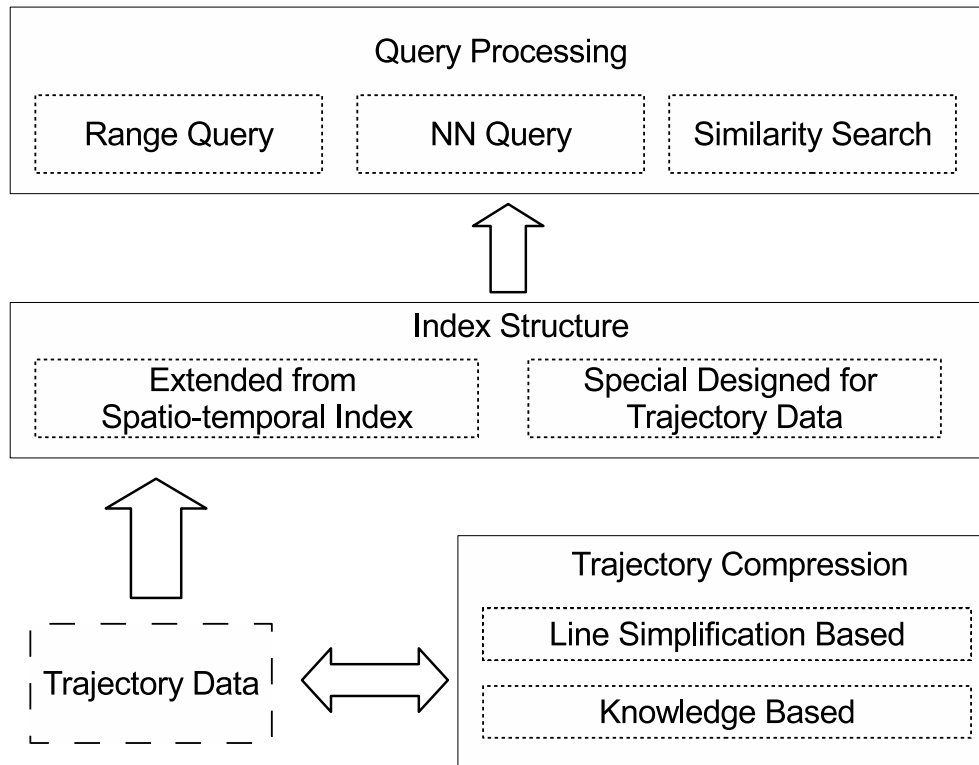 Query Processing
Range Query
NN Query
Similarity Search
Index Structure
Extended from
Spatio-temporal Index
Special Designed for
Trajectory Data
Trajectory Compression
Line Simplification Based
Knowledge Based
Trajectory Data